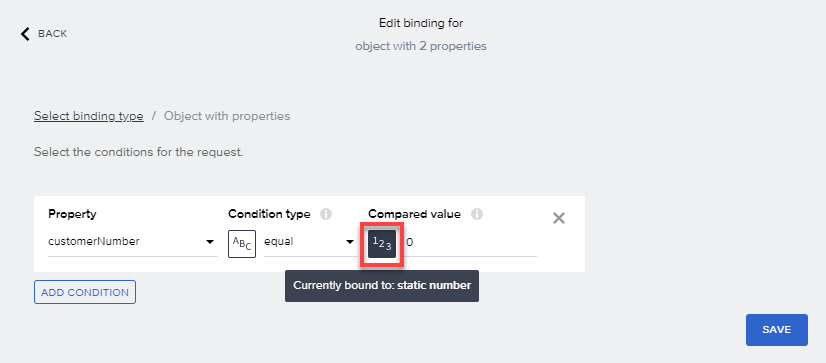 Edit binding for
BACK
object with 2 properties
Select binding type / Object with properties
Select the conditions for the request.
Property Condition type i Compared value i
customerNumber ABC equal 123 0
Currently bound to: static number
ADD CONDITION
SAVE